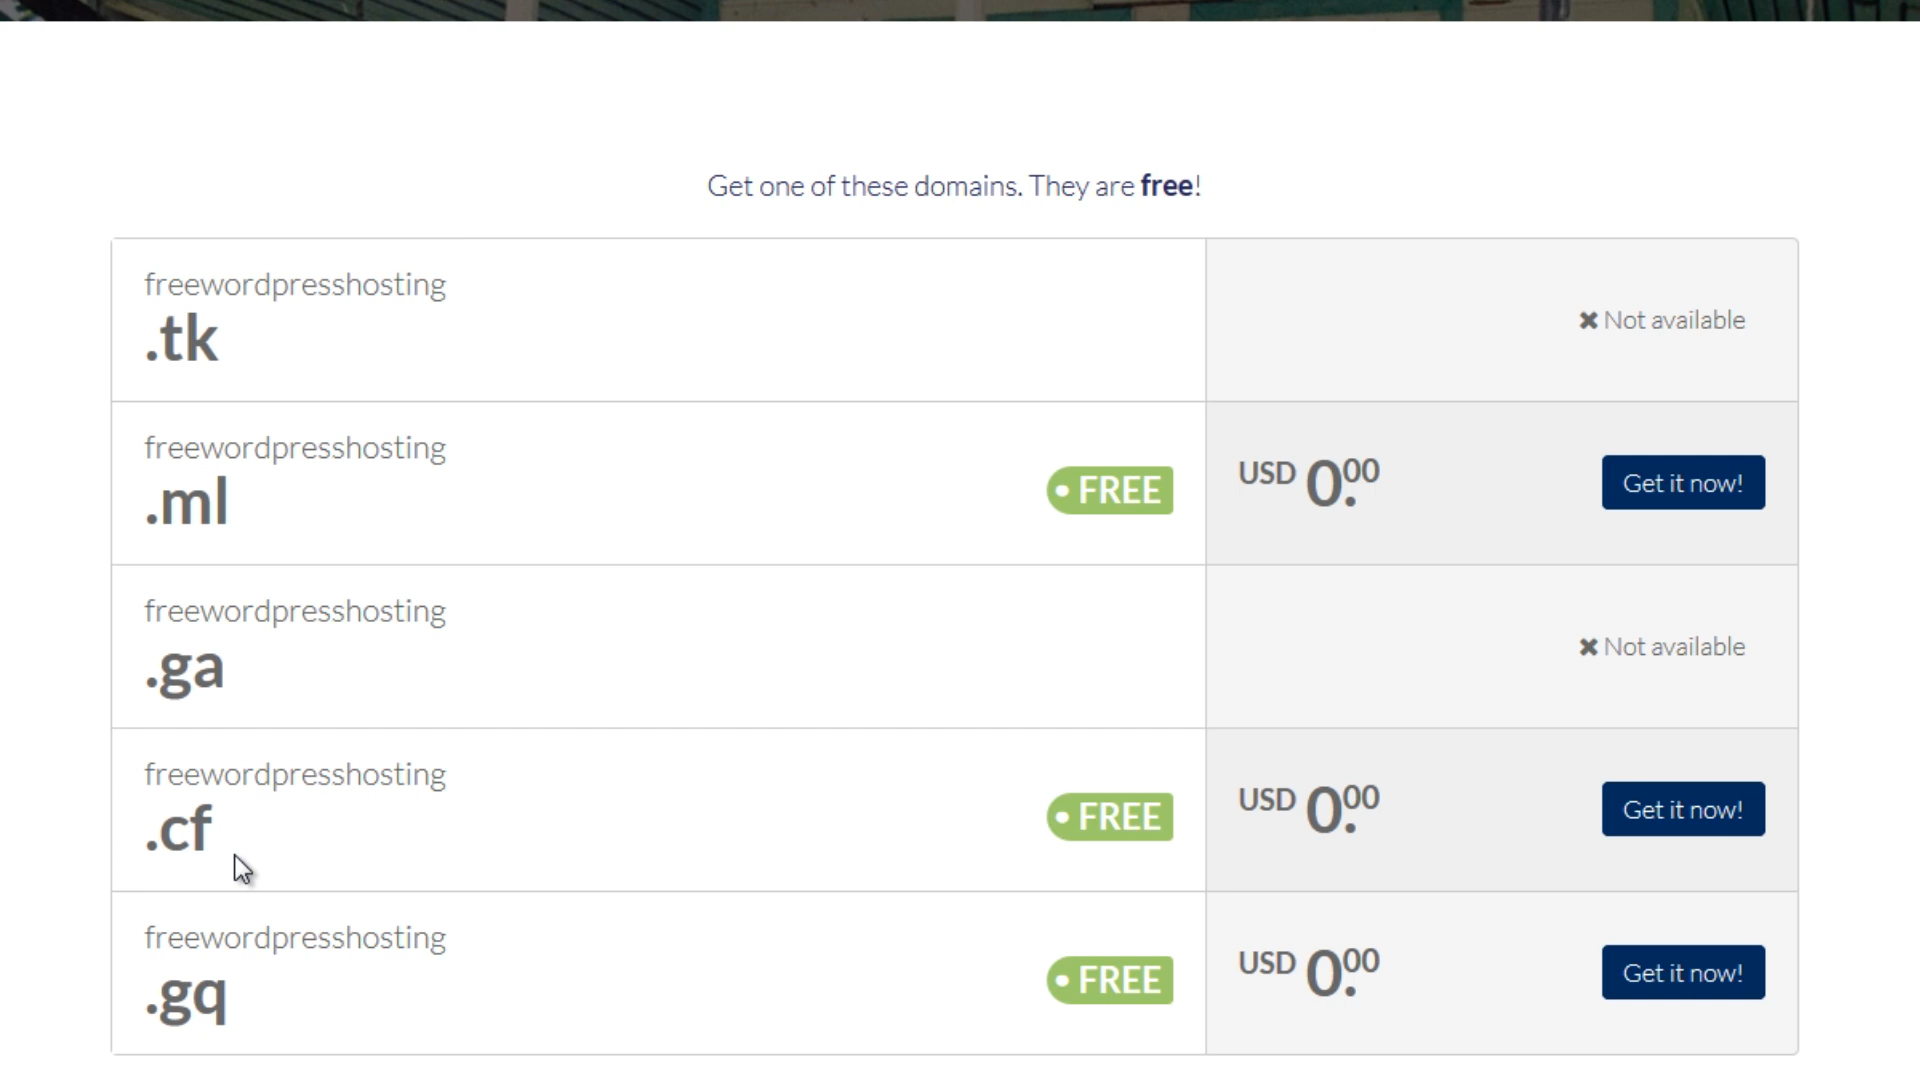 Get one of these domains. They are free!
freewordpresshosting
.tk
✖ Not available
freewordpresshosting
.ml
FREE
USD 0.00
Get it now!
freewordpresshosting
.ga
✖ Not available
freewordpresshosting
.cf
FREE
USD 0.00
Get it now!
freewordpresshosting
.gq
FREE
USD 0.00
Get it now!